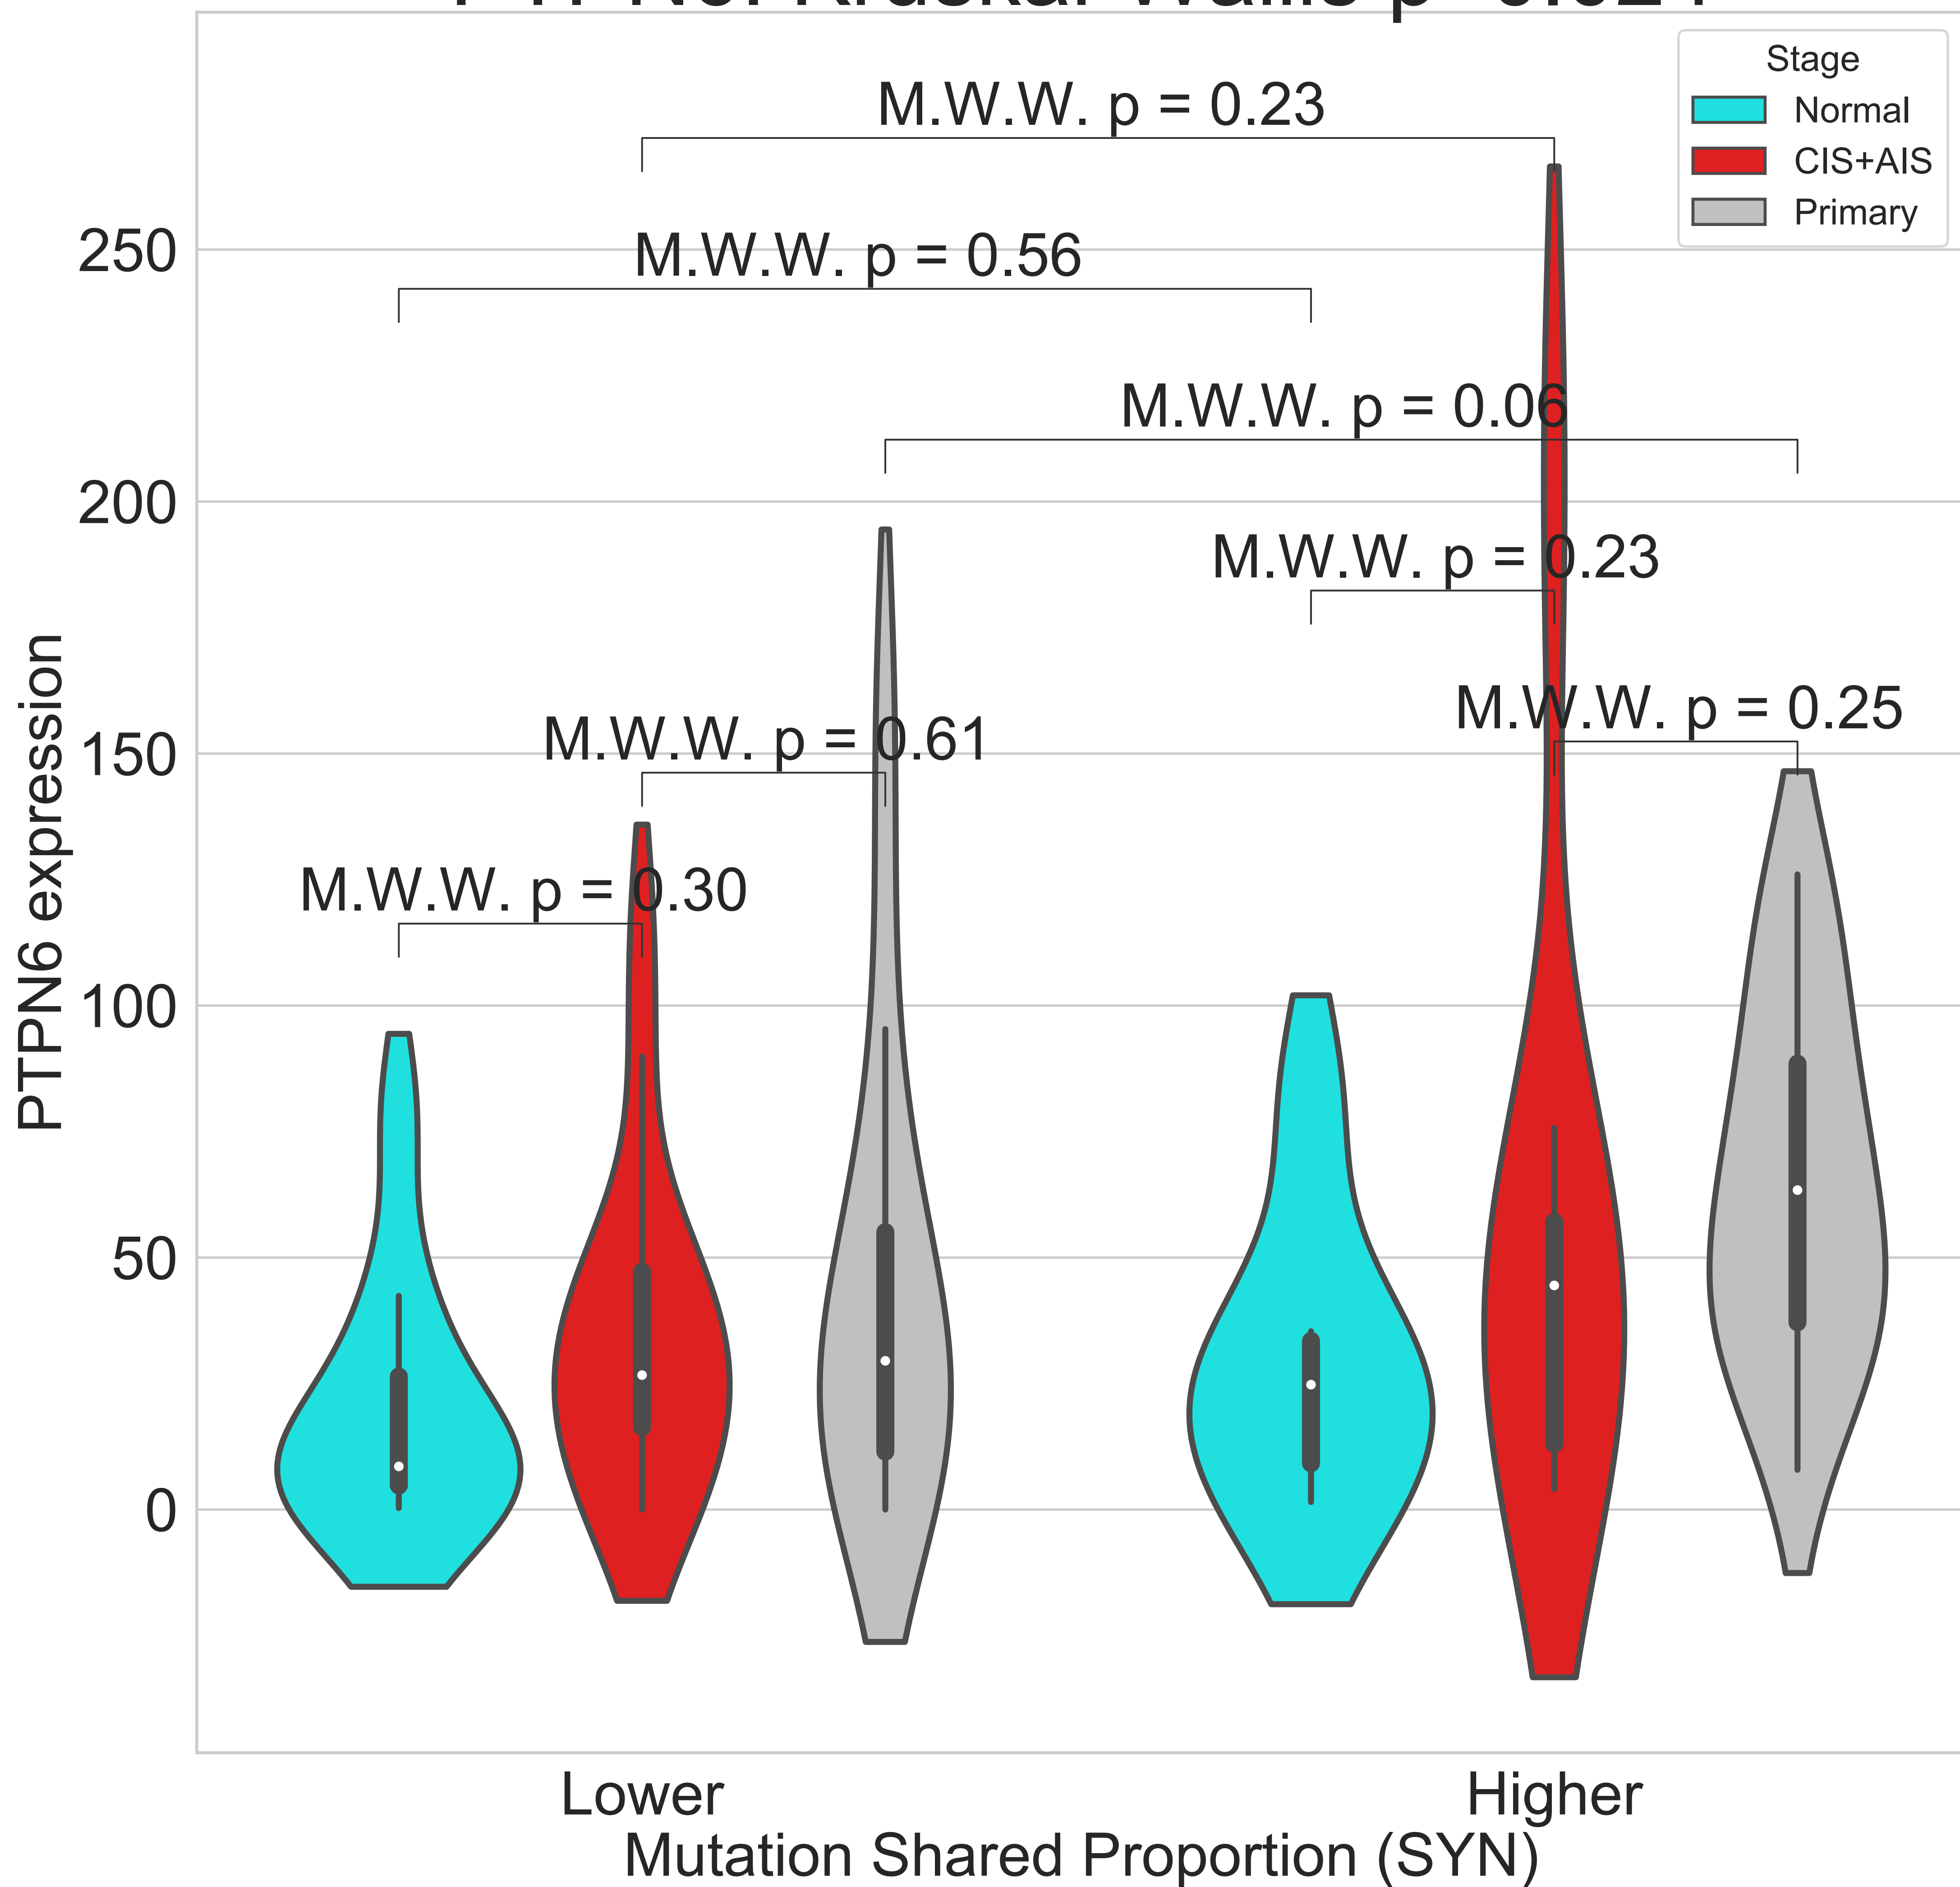 Stage
Normal
CIS+AIS
Primary
M.W.W. p = 0.23
M.W.W. p = 0.56
M.W.W. p = 0.06
M.W.W. p = 0.23
M.W.W. p = 0.25
M.W.W. p = 0.61
M.W.W. p = 0.30
250
200
150
100
50
0
PTPN6 expression
Lower
Higher
Mutation Shared Proportion (SYN)